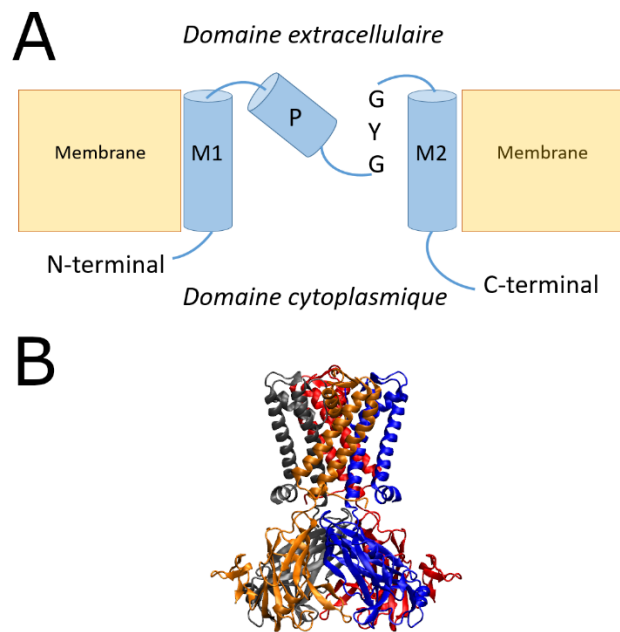 A
Domaine extracellulaire
G
P
Y
Membrane
M1
M2
Membrane
G
N-terminal
C-terminal
Domaine cytoplasmique
B